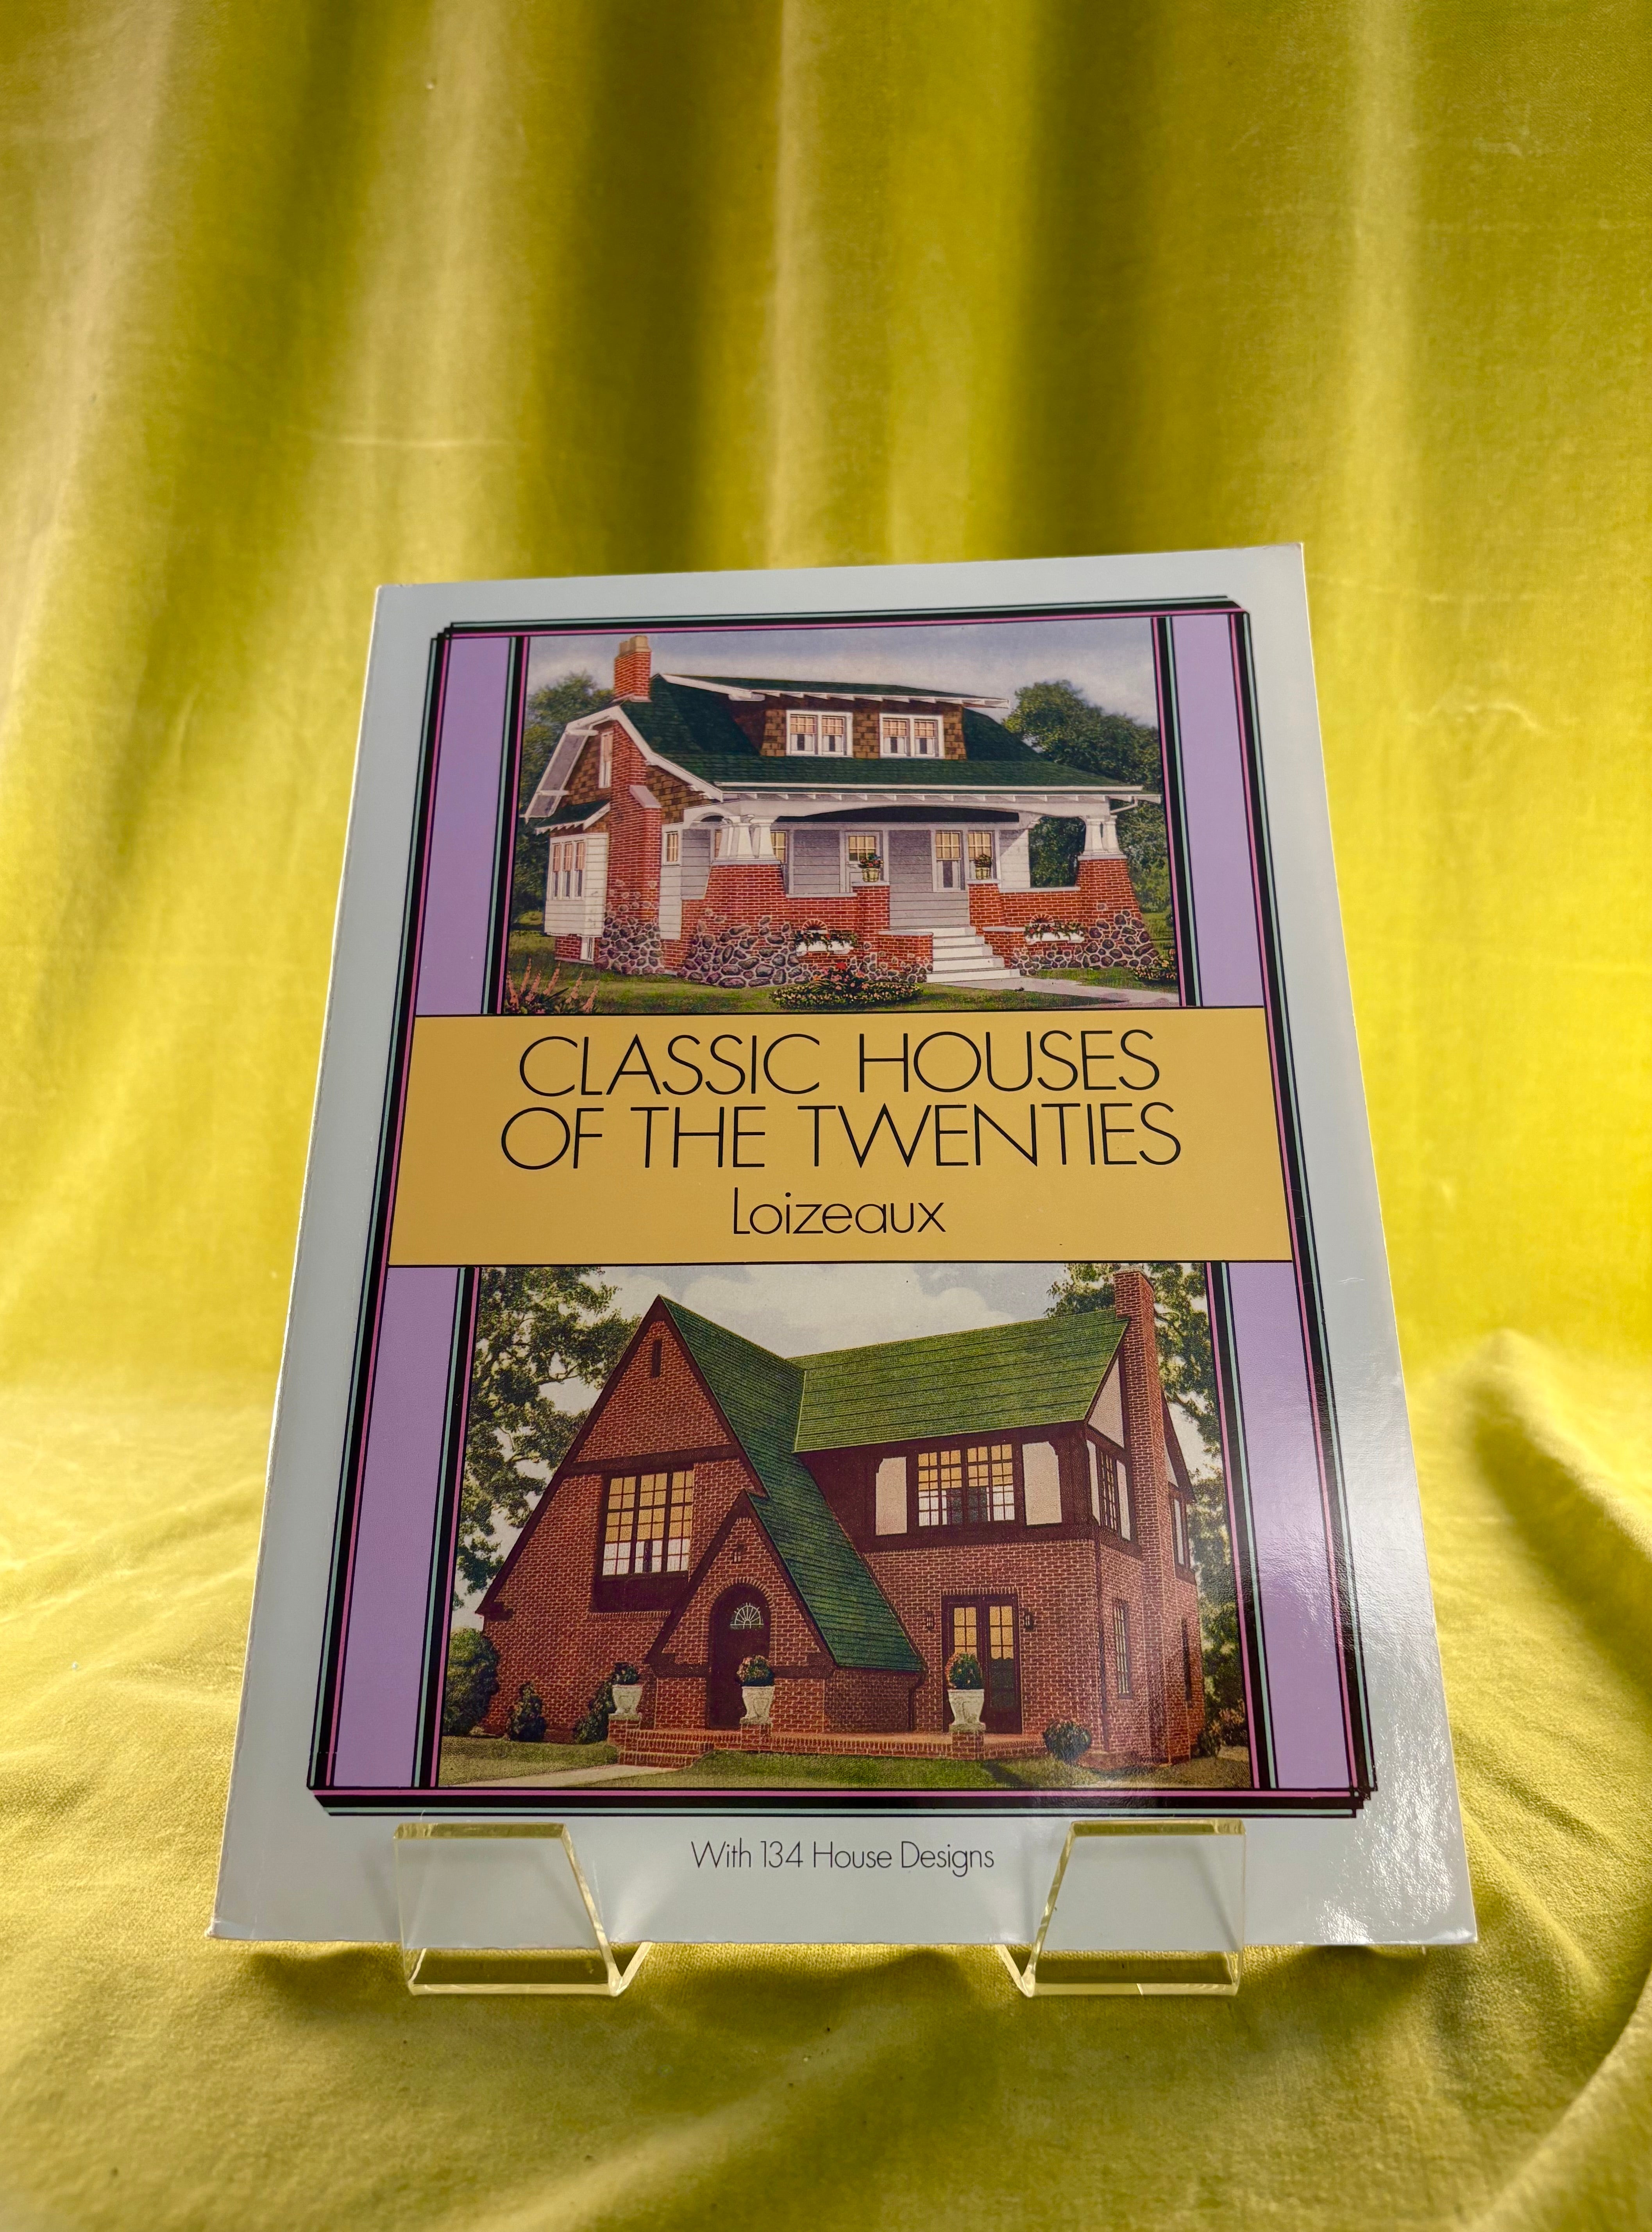 CLASSIC HOUSES
OF THE TWENTIES
Loizeaux
With 134 House Designs